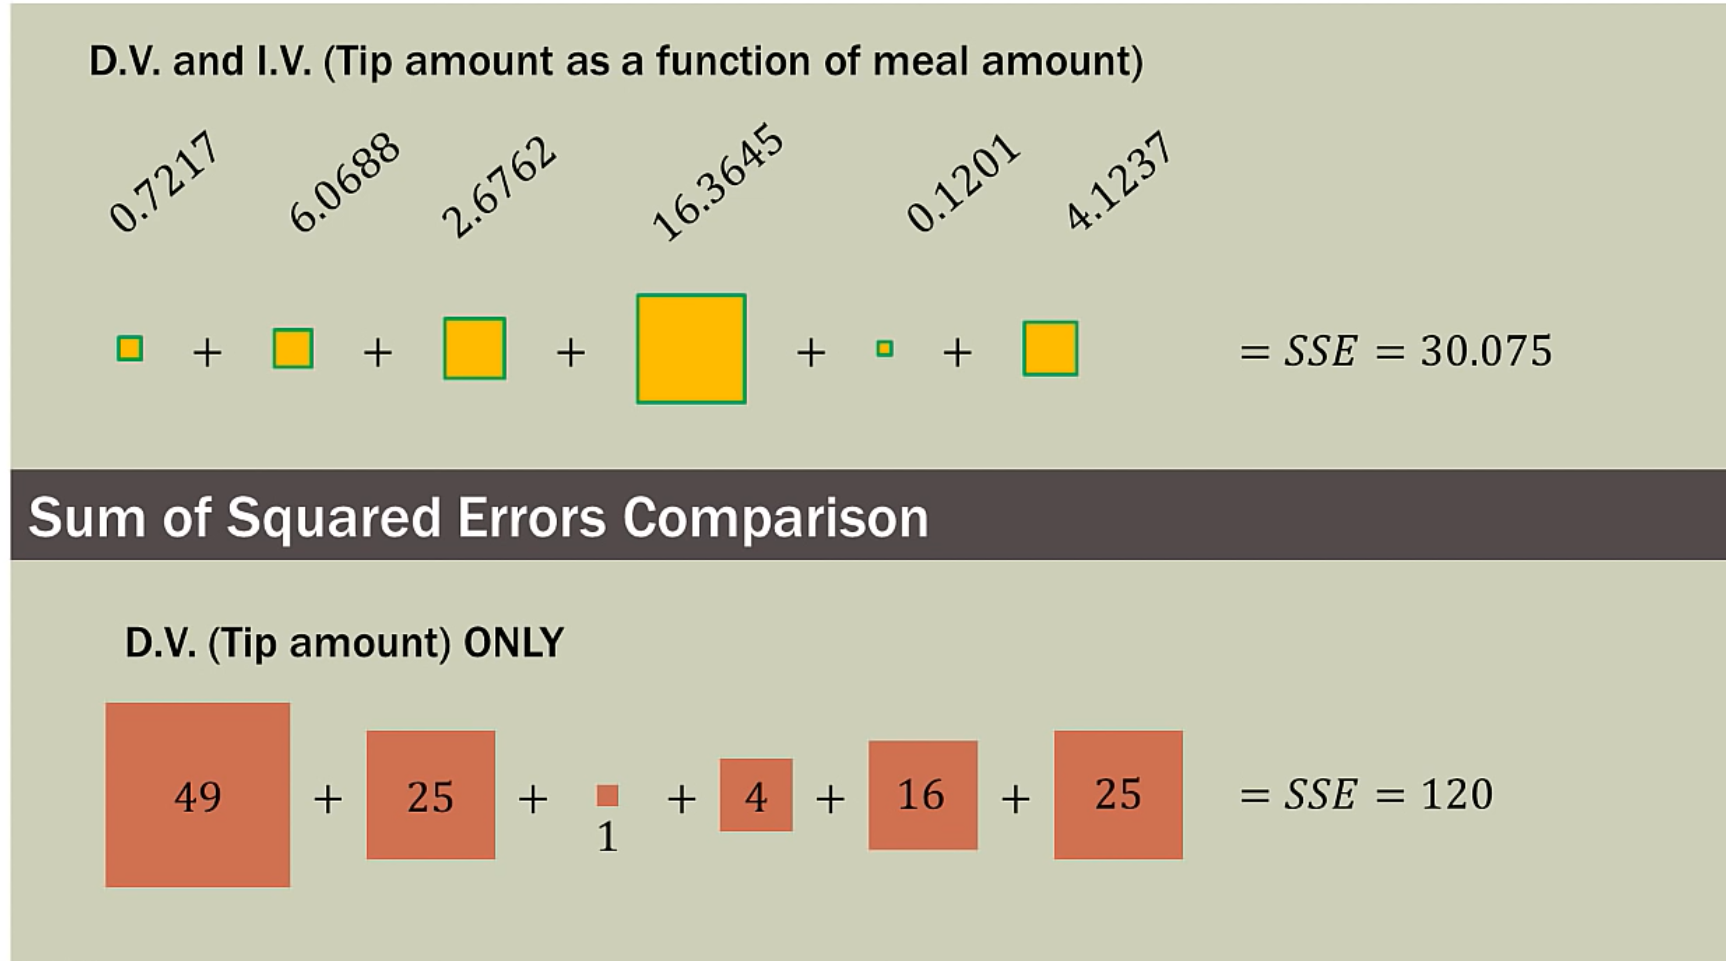 D.V. and I.V. (Tip amount as a function of meal amount)
0.7217 6.0688 2.6762 16.3645 0.1201 4.1237
+ + + + + = SSE = 30.075
Sum of Squared Errors Comparison
D.V. (Tip amount) ONLY
49 + 25 + 1 + 4 + 16 + 25 = SSE = 120